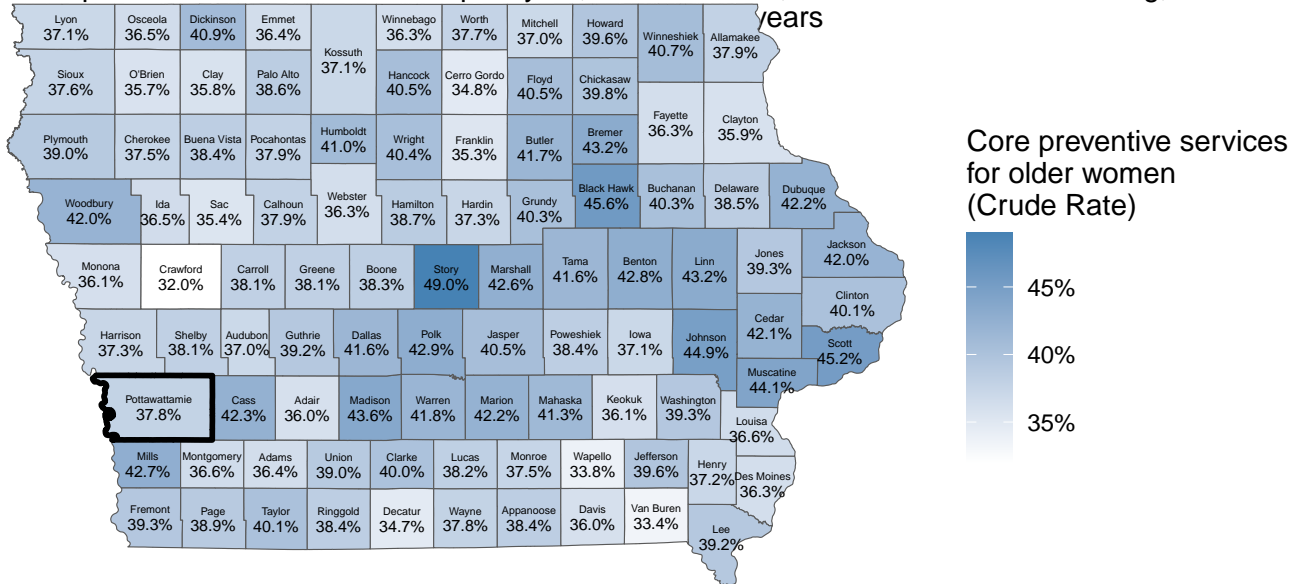 years
Lyon Osceola Dickinson Emmet Winnebago Worth Mitchell Howard Winneshiek Allamakee
37.1% 36.5% 40.9% 36.4% 36.3% 37.7% 37.0% 39.6% 40.7% 37.9%
Kossuth
37.1%
Sioux O'Brien Clay Palo Alto Hancock Cerro Gordo Floyd Chickasaw
37.6% 35.7% 35.8% 38.6% 40.5% 34.8% 40.5% 39.8%
Fayette Clayton
36.3% 35.9%
Plymouth Cherokee Buena Vista Pocahontas Humboldt Wright Franklin Butler Bremer
39.0% 37.5% 38.4% 37.9% 41.0% 40.4% 35.3% 41.7% 43.2%
Woodbury Ida Sac Calhoun Webster Hamilton Hardin Grundy Black Hawk Buchanan Delaware Dubuque
42.0% 36.5% 35.4% 37.9% 36.3% 38.7% 37.3% 40.3% 45.6% 40.3% 38.5% 42.2%
Monona Crawford Carroll Greene Boone Story Marshall Tama Benton Linn Jones Jackson
36.1% 32.0% 38.1% 38.1% 38.3% 49.0% 42.6% 41.6% 42.8% 43.2% 39.3% 42.0%
Clinton
40.1%
Harrison Shelby Audubon Guthrie Dallas Polk Jasper Poweshiek Iowa Johnson Cedar Scott
37.3% 38.1% 37.0% 39.2% 41.6% 42.9% 40.5% 38.4% 37.1% 44.9% 42.1% 45.2%
Muscatine
44.1%
Pottawattamie Cass Adair Madison Warren Marion Mahaska Keokuk Washington
37.8% 42.3% 36.0% 43.6% 41.8% 42.2% 41.2% 36.1% 39.3%
Louisa
36.6%
Mills Montgomery Adams Union Clarke Lucas Monroe Wapello Jefferson Henry Des Moines
42.7% 36.6% 36.4% 39.0% 40.0% 38.2% 37.5% 33.8% 39.6% 37.2% 36.3%
Fremont Page Taylor Ringgold Decatur Wayne Appanoose Davis Van Buren Lee
39.3% 38.9% 40.1% 38.4% 34.7% 37.8% 38.4% 36.0% 33.4% 39.2%
Core preventive services
for older women
(Crude Rate)
45%
40%
35%